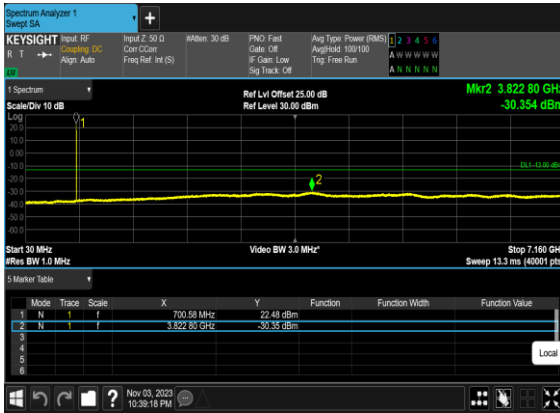 Spectrum Analyzer 1
Swept SA
KEYSIGHT Input: RF Input Z: 50 Ω #Atten: 30 dB PNO: Fast Avg Type: Power (RMS) 1 2 3 4 5 6
R T Coupling: DC Corr CCorr Gate: Off Avg|Hold: 100/100 A W W W W W
Align: Auto Freq Ref: Int (S) IF Gain: Low Trig: Free Run
Sig Track: Off A N N N N N
1 Spectrum Ref Lvl Offset 25.00 dB Mkr2 3.822 80 GHz
Scale/Div 10 dB Ref Level 30.00 dBm -30.354 dBm
Log
20.0
10.0
0.00
-10.0
-20.0
-30.0
-40.0
-50.0
-60.0
1
2
DL1 -13.00 dBm
Start 30 MHz Video BW 3.0 MHz* Stop 7.160 GHz
#Res BW 1.0 MHz Sweep 13.3 ms (40001 pts)
5 Marker Table
Mode Trace Scale X Y Function Function Width Function Value
1 N 1 f 700.58 MHz 22.48 dBm
2 N 1 f 3.822 80 GHz -30.35 dBm
3
4
5
6
Local
Nov 03, 2023
10:39:18 PM